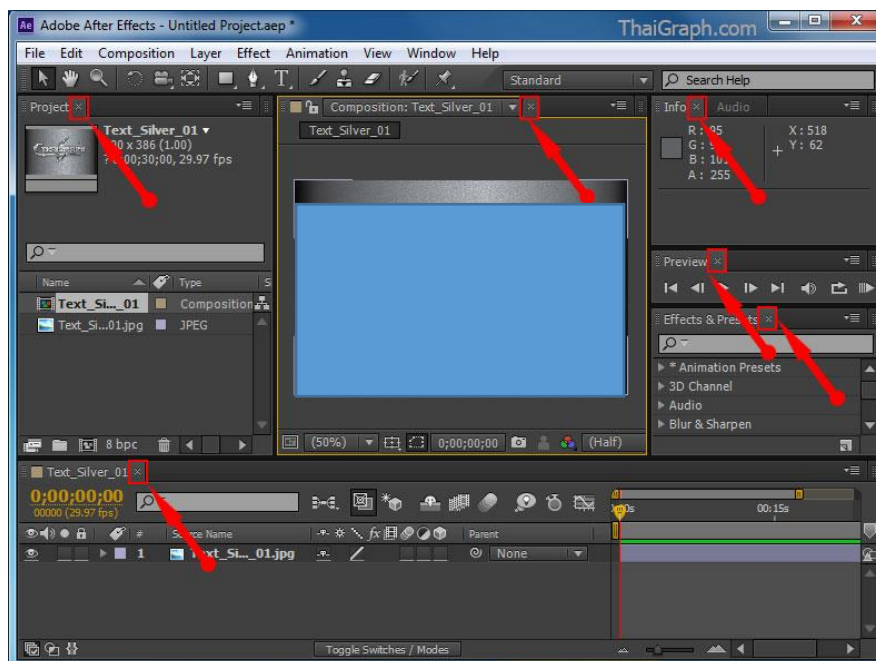 Ae Adobe After Effects - Untitled Project.aep *
ThaiGraph.com
File Edit Composition Layer Effect Animation View Window Help
Standard
Search Help
Project
Composition: Text_Silver_01
Info Audio
Text_Silver_01
00 x 386 (1.00)
00;30;00, 29.97 fps
Text_Silver_01
R : 95
G : 9
B : 101
A : 255
X : 518
Y : 62
Preview
Name Type S
Text_Si..._01 Composition
Text_Si...01.jpg JPEG
Effects & Presets
* Animation Presets
3D Channel
Audio
Blur & Sharpen
8 bpc
(50%) 0;00;00;00 (Half)
Text_Silver_01
0;00;00;00
00000 (29.97 fps)
00:15s
# Source Name Parent
1 Text_Si..._01.jpg None
Toggle Switches / Modes